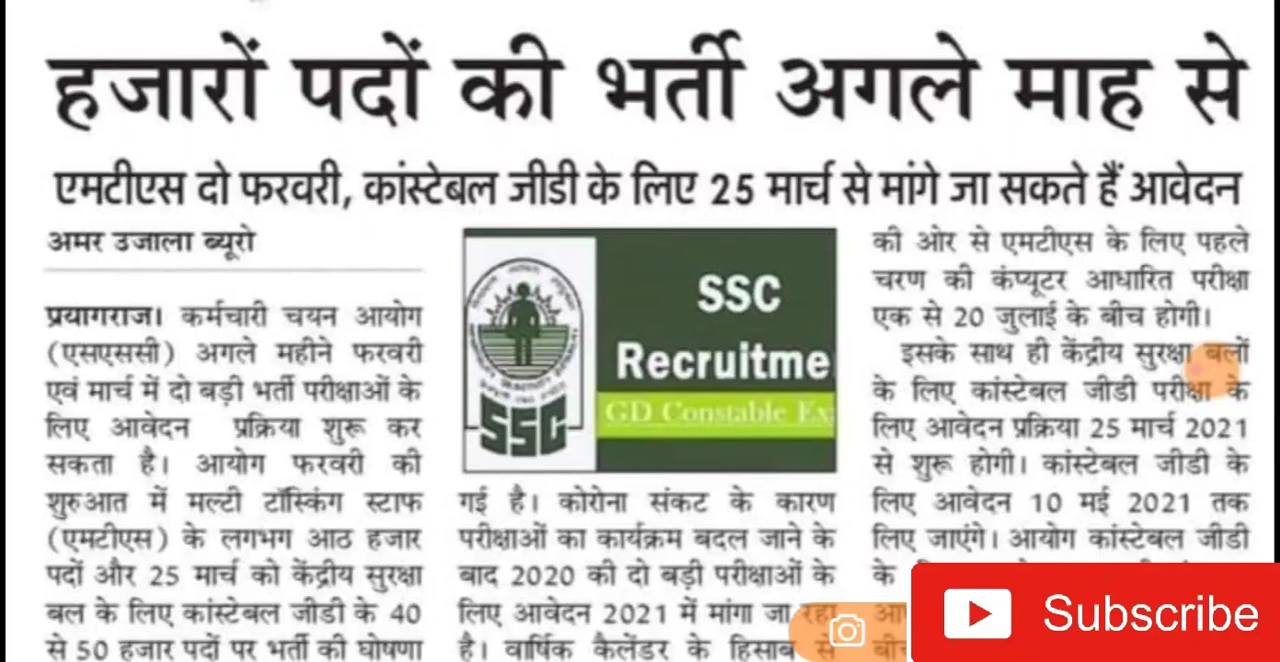 हजारों पदों की भर्ती अगले माह से
एमटीएस दो फरवरी, कांस्टेबल जीडी के लिए 25 मार्च से मांगे जा सकते हैं आवेदन
अमर उजाला ब्यूरो
प्रयागराज। कर्मचारी चयन आयोग
(एसएससी) अगले महीने फरवरी
एवं मार्च में दो बड़ी भर्ती परीक्षाओं के
लिए आवेदन प्रक्रिया शुरू कर
सकता है। आयोग फरवरी की
शुरुआत में मल्टी टॉस्किंग स्टाफ
(एमटीएस) के लगभग आठ हजार
पदों और 25 मार्च को केंद्रीय सुरक्षा
बल के लिए कांस्टेबल जीडी के 40
से 50 हजार पदों पर भर्ती की घोषणा
SSC
Recruitme
GD Constable Ex
SSC
गई है। कोरोना संकट के कारण
परीक्षाओं का कार्यक्रम बदल जाने के
बाद 2020 की दो बड़ी परीक्षाओं के
लिए आवेदन 2021 में मांगा जा रहा
है। वार्षिक कैलेंडर के हिसाब से
की ओर से एमटीएस के लिए पहले
चरण की कंप्यूटर आधारित परीक्षा
एक से 20 जुलाई के बीच होगी।
इसके साथ ही केंद्रीय सुरक्षा बलों
के लिए कांस्टेबल जीडी परीक्षा के
लिए आवेदन प्रक्रिया 25 मार्च 2021
से शुरू होगी। कांस्टेबल जीडी के
लिए आवेदन 10 मई 2021 तक
लिए जाएंगे। आयोग कांस्टेबल जीडी
के
Subscribe